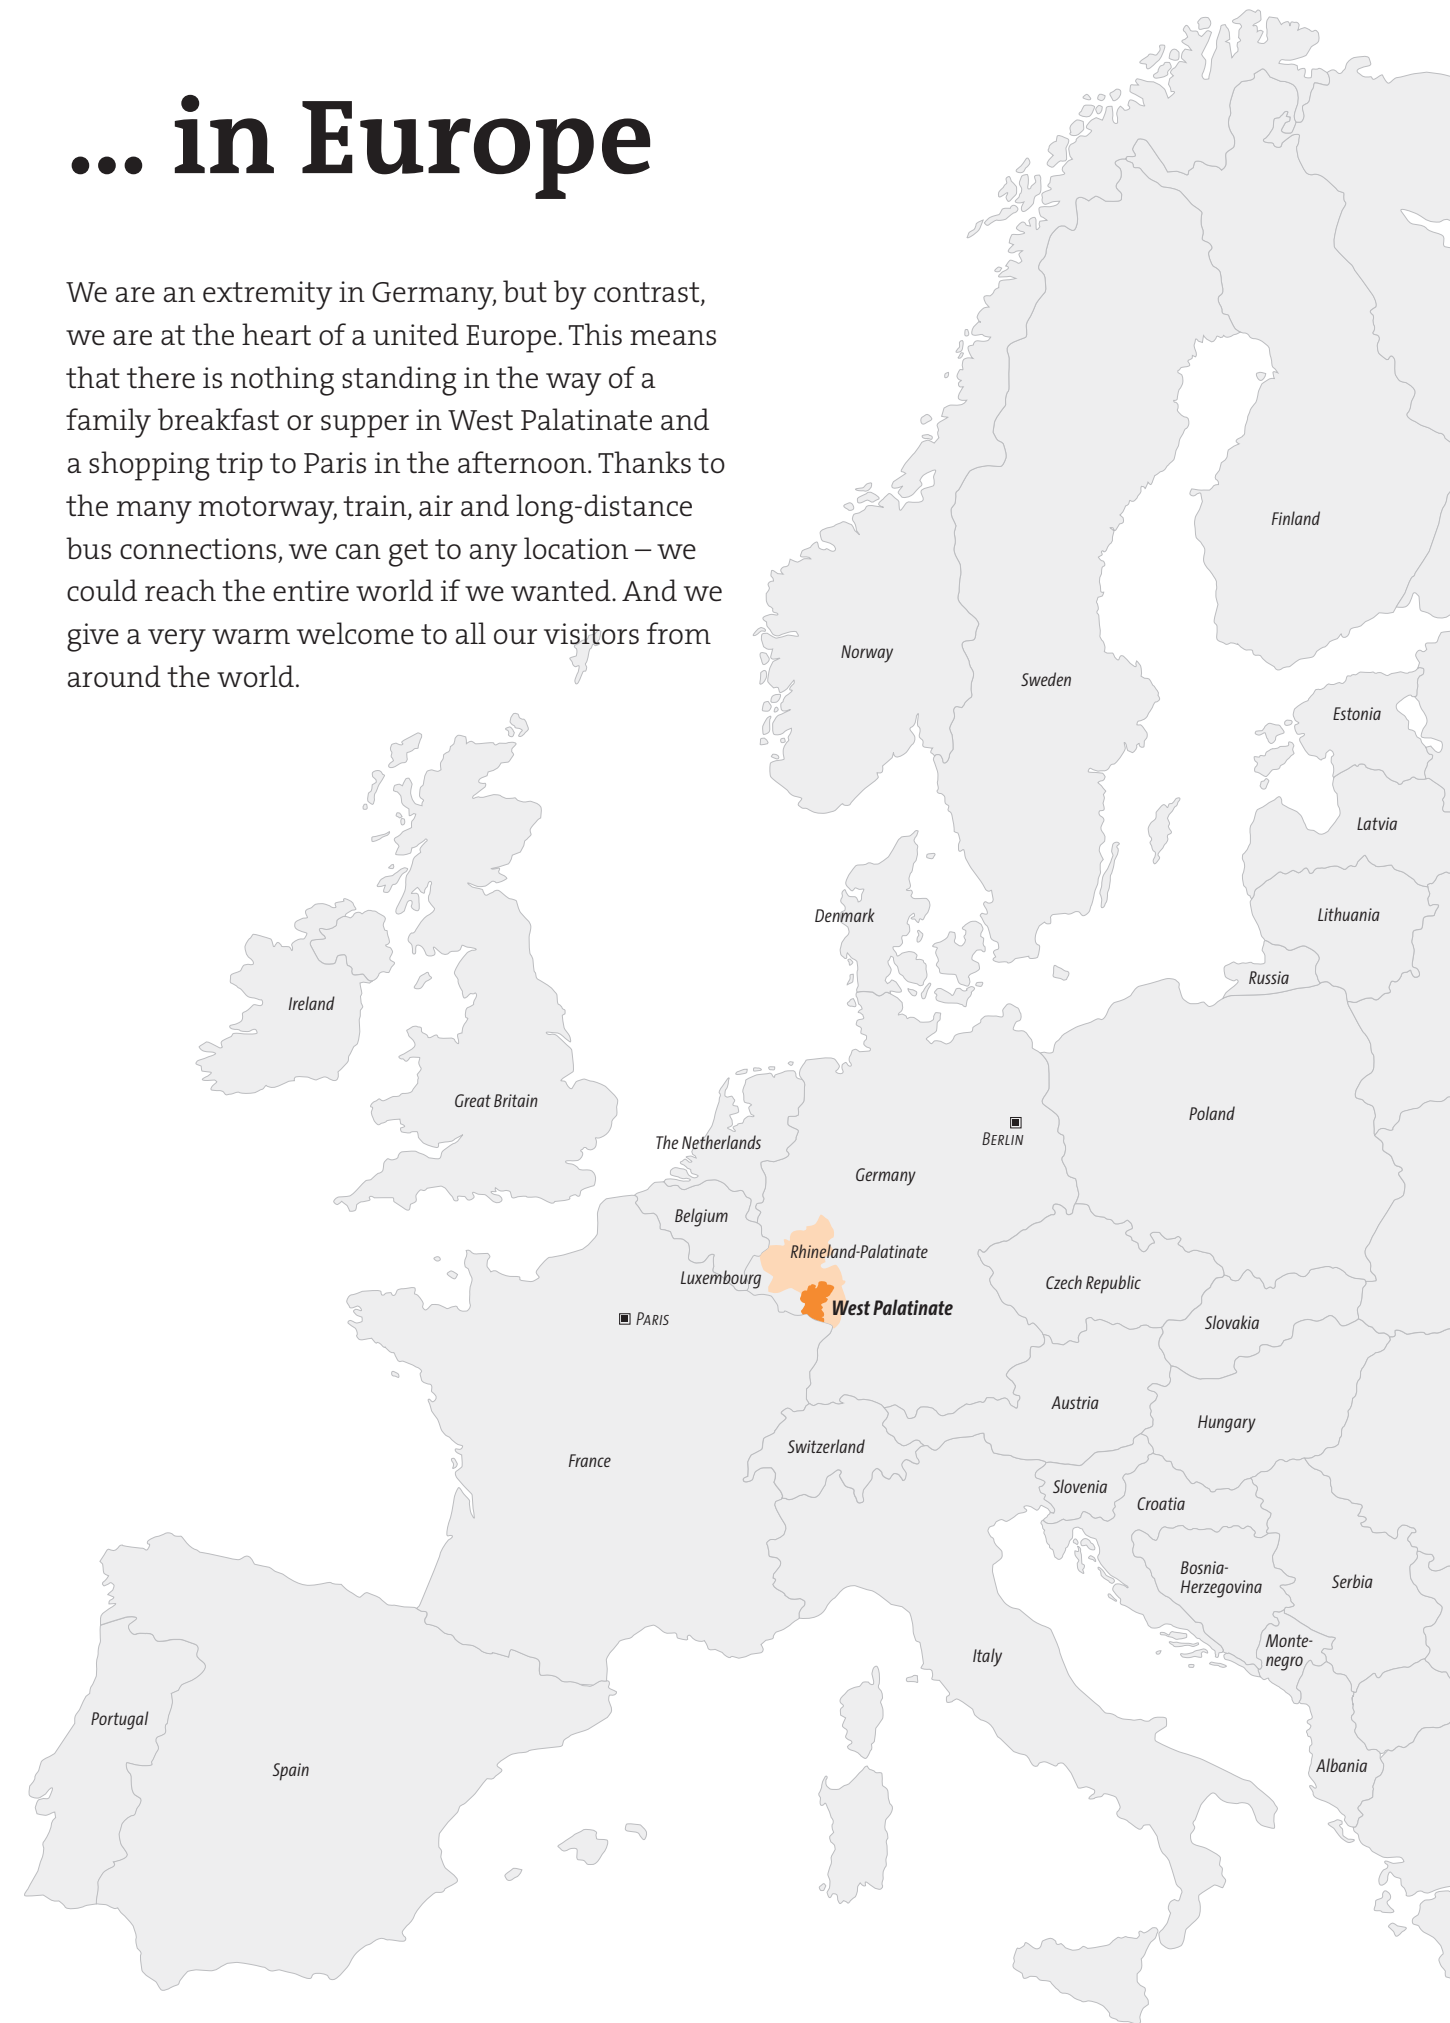 ... in Europe
We are an extremity in Germany, but by contrast,
we are at the heart of a united Europe. This means
that there is nothing standing in the way of a
family breakfast or supper in West Palatinate and
a shopping trip to Paris in the afternoon. Thanks to
the many motorway, train, air and long-distance
bus connections, we can get to any location – we
could reach the entire world if we wanted. And we
give a very warm welcome to all our visitors from
around the world.
Finland
Norway
Sweden
Estonia
Latvia
Denmark
Lithuania
Russia
Ireland
Great Britain
Poland
BERLIN
The Netherlands
Germany
Belgium
Rhineland-Palatinate
Luxembourg
Czech Republic
West Palatinate
PARIS
Slovakia
Austria
Hungary
Switzerland
France
Slovenia
Croatia
Bosnia-
Herzegovina
Serbia
Monte-
negro
Italy
Portugal
Spain
Albania